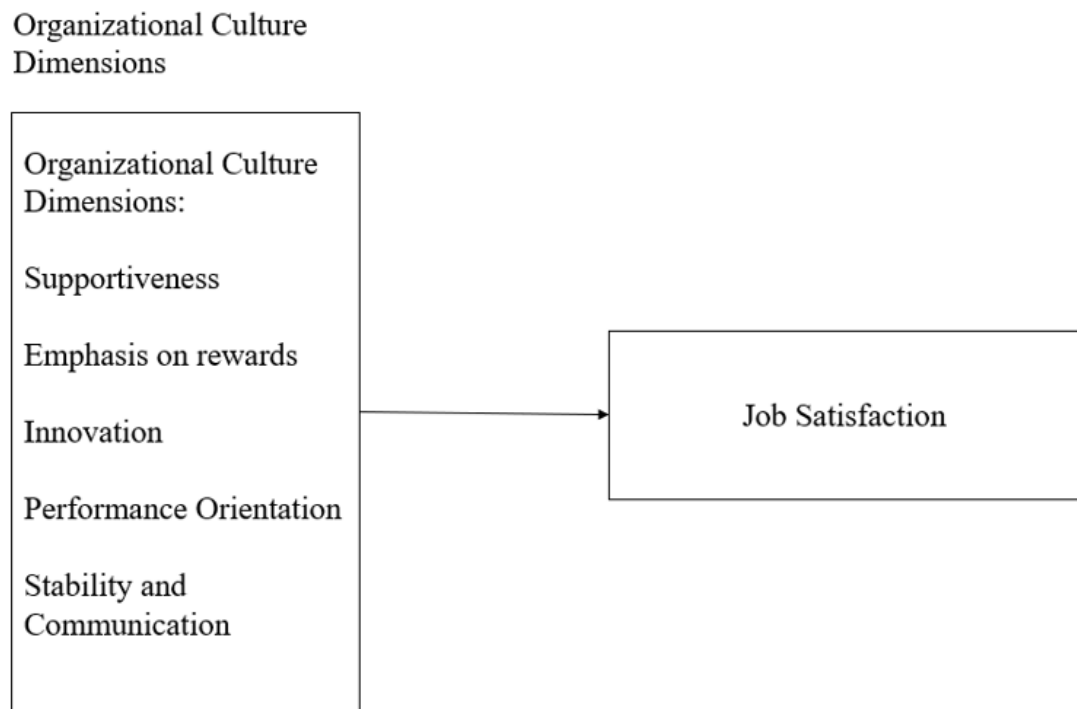 Organizational Culture
Dimensions
Organizational Culture
Dimensions:
Supportiveness
Emphasis on rewards
Innovation
Performance Orientation
Stability and
Communication
Job Satisfaction